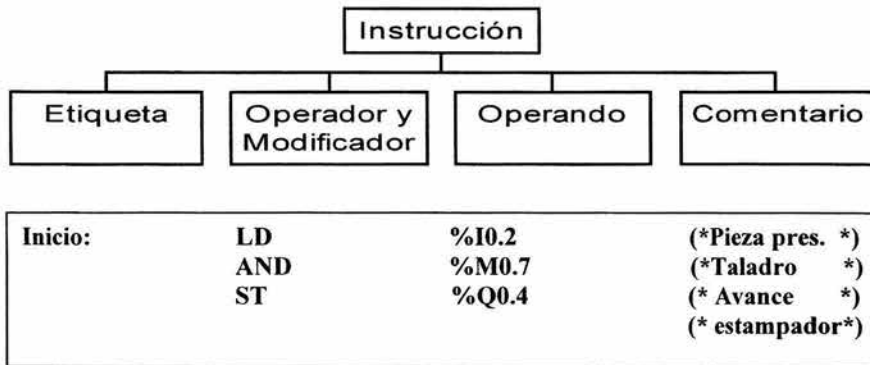 Instrucción
Etiqueta
Operador y
Modificador
Operando
Comentario
Inicio: LD %I0.2 (*Pieza pres. *)
AND %M0.7 (*Taladro *)
ST %Q0.4 (* Avance *)
(* estampador*)